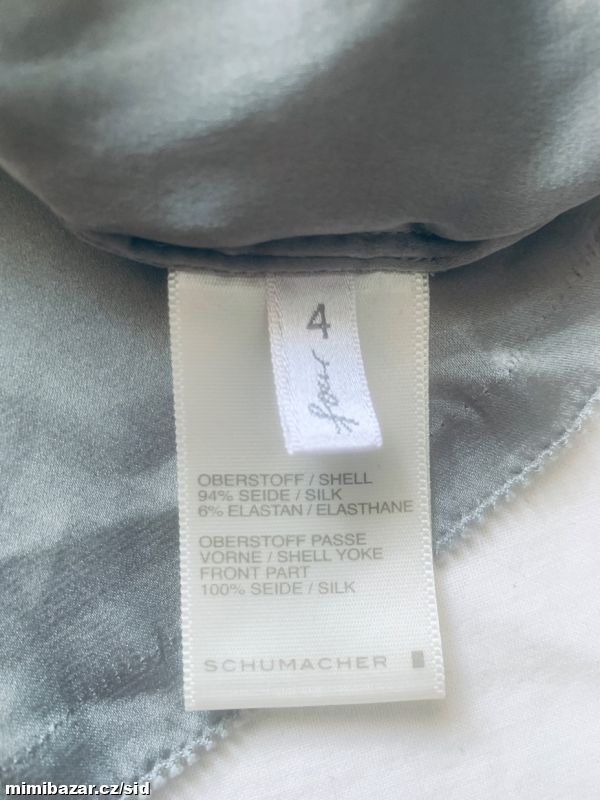 4
four
OBERSTOFF / SHELL
94% SEIDE / SILK
6% ELASTAN / ELASTHANE
OBERSTOFF PASSE
VORNE / SHELL YOKE
FRONT PART
100% SEIDE / SILK
SCHUMACHER
mimibazar.cz/sid